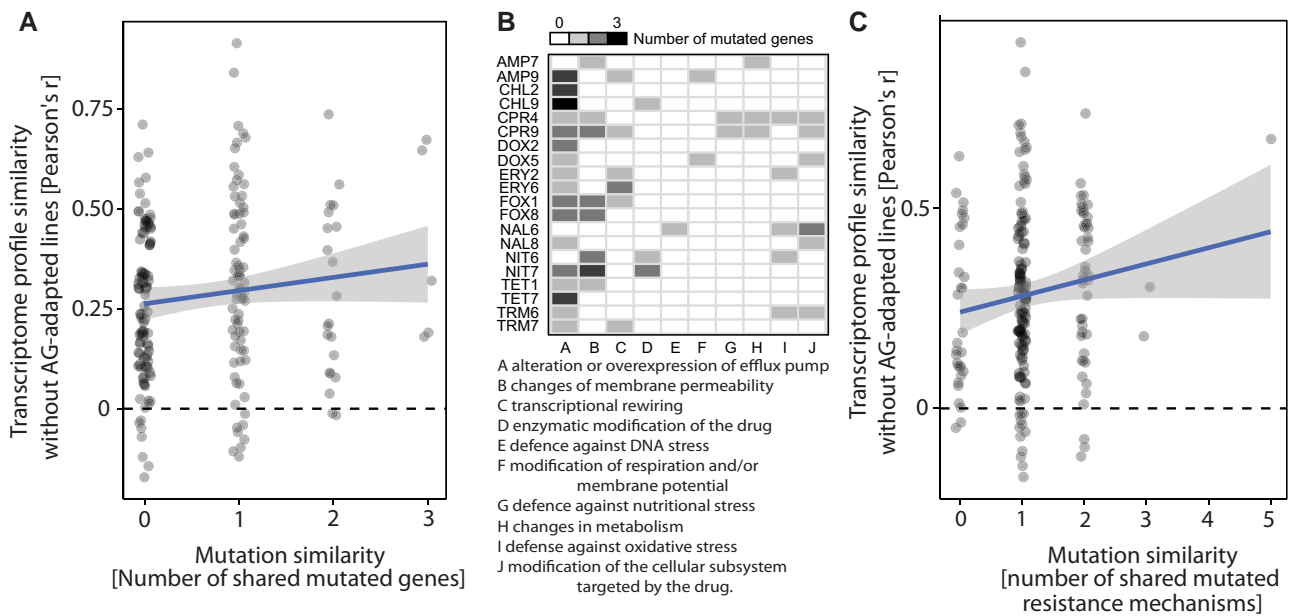 A
Transcriptome profile similarity
without AG-adapted lines [Pearson's r]
0.75
0.50
0.25
0
0 1 2 3
Mutation similarity
[Number of shared mutated genes]
B
0 3
Number of mutated genes
AMP7
AMP9
CHL2
CHL9
CPR4
CPR9
DOX2
DOX5
ERY2
ERY6
FOX1
FOX8
NAL6
NAL8
NIT6
NIT7
TET1
TET7
TRM6
TRM7
A B C D E F G H I J
A alteration or overexpression of efflux pump
B changes of membrane permeability
C transcriptional rewiring
D enzymatic modification of the drug
E defence against DNA stress
F modification of respiration and/or
membrane potential
G defence against nutritional stress
H changes in metabolism
I defense against oxidative stress
J modification of the cellular subsystem
targeted by the drug.
C
Transcriptome profile similarity
without AG-adapted lines [Pearson's r]
0.5
0
0 1 2 3 4 5
Mutation similarity
[number of shared mutated
resistance mechanisms]